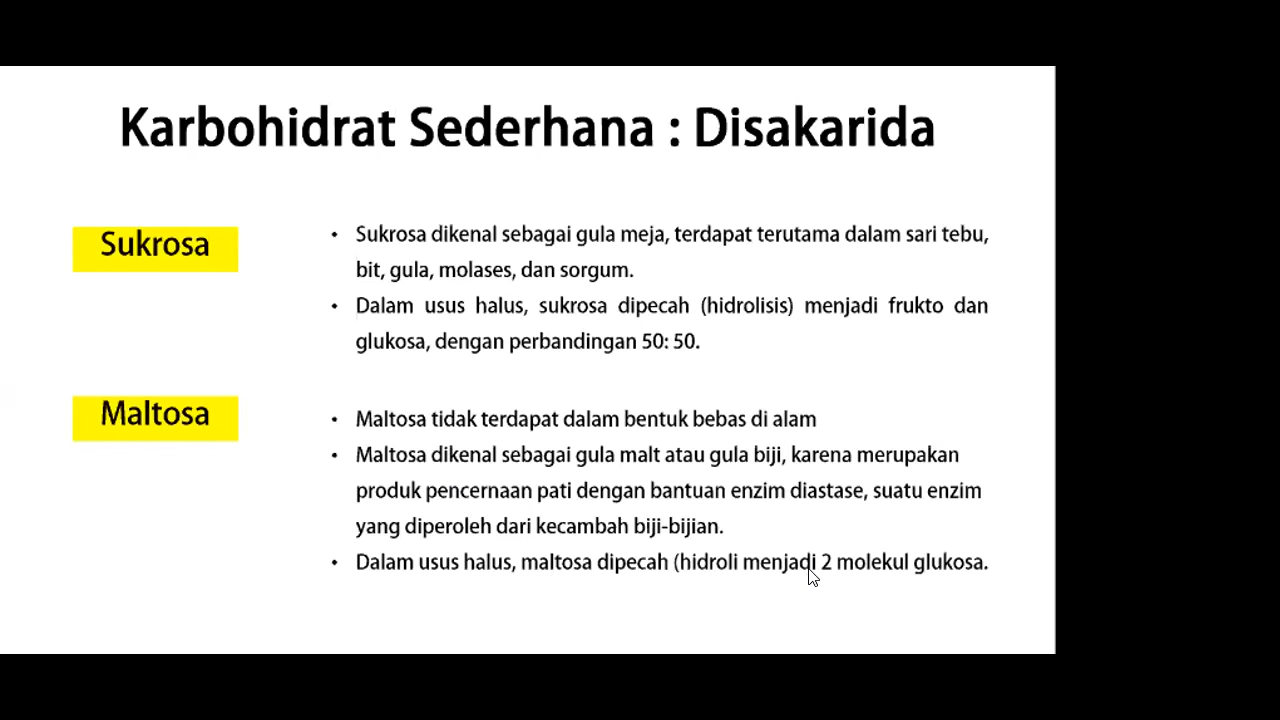 Karbohidrat Sederhana : Disakarida
Sukrosa
• Sukrosa dikenal sebagai gula meja, terdapat terutama dalam sari tebu,
bit, gula, molases, dan sorgum.
• Dalam usus halus, sukrosa dipecah (hidrolisis) menjadi frukto dan
glukosa, dengan perbandingan 50: 50.
Maltosa
• Maltosa tidak terdapat dalam bentuk bebas di alam
• Maltosa dikenal sebagai gula malt atau gula biji, karena merupakan
produk pencernaan pati dengan bantuan enzim diastase, suatu enzim
yang diperoleh dari kecambah biji-bijian.
• Dalam usus halus, maltosa dipecah (hidroli menjadi 2 molekul glukosa.